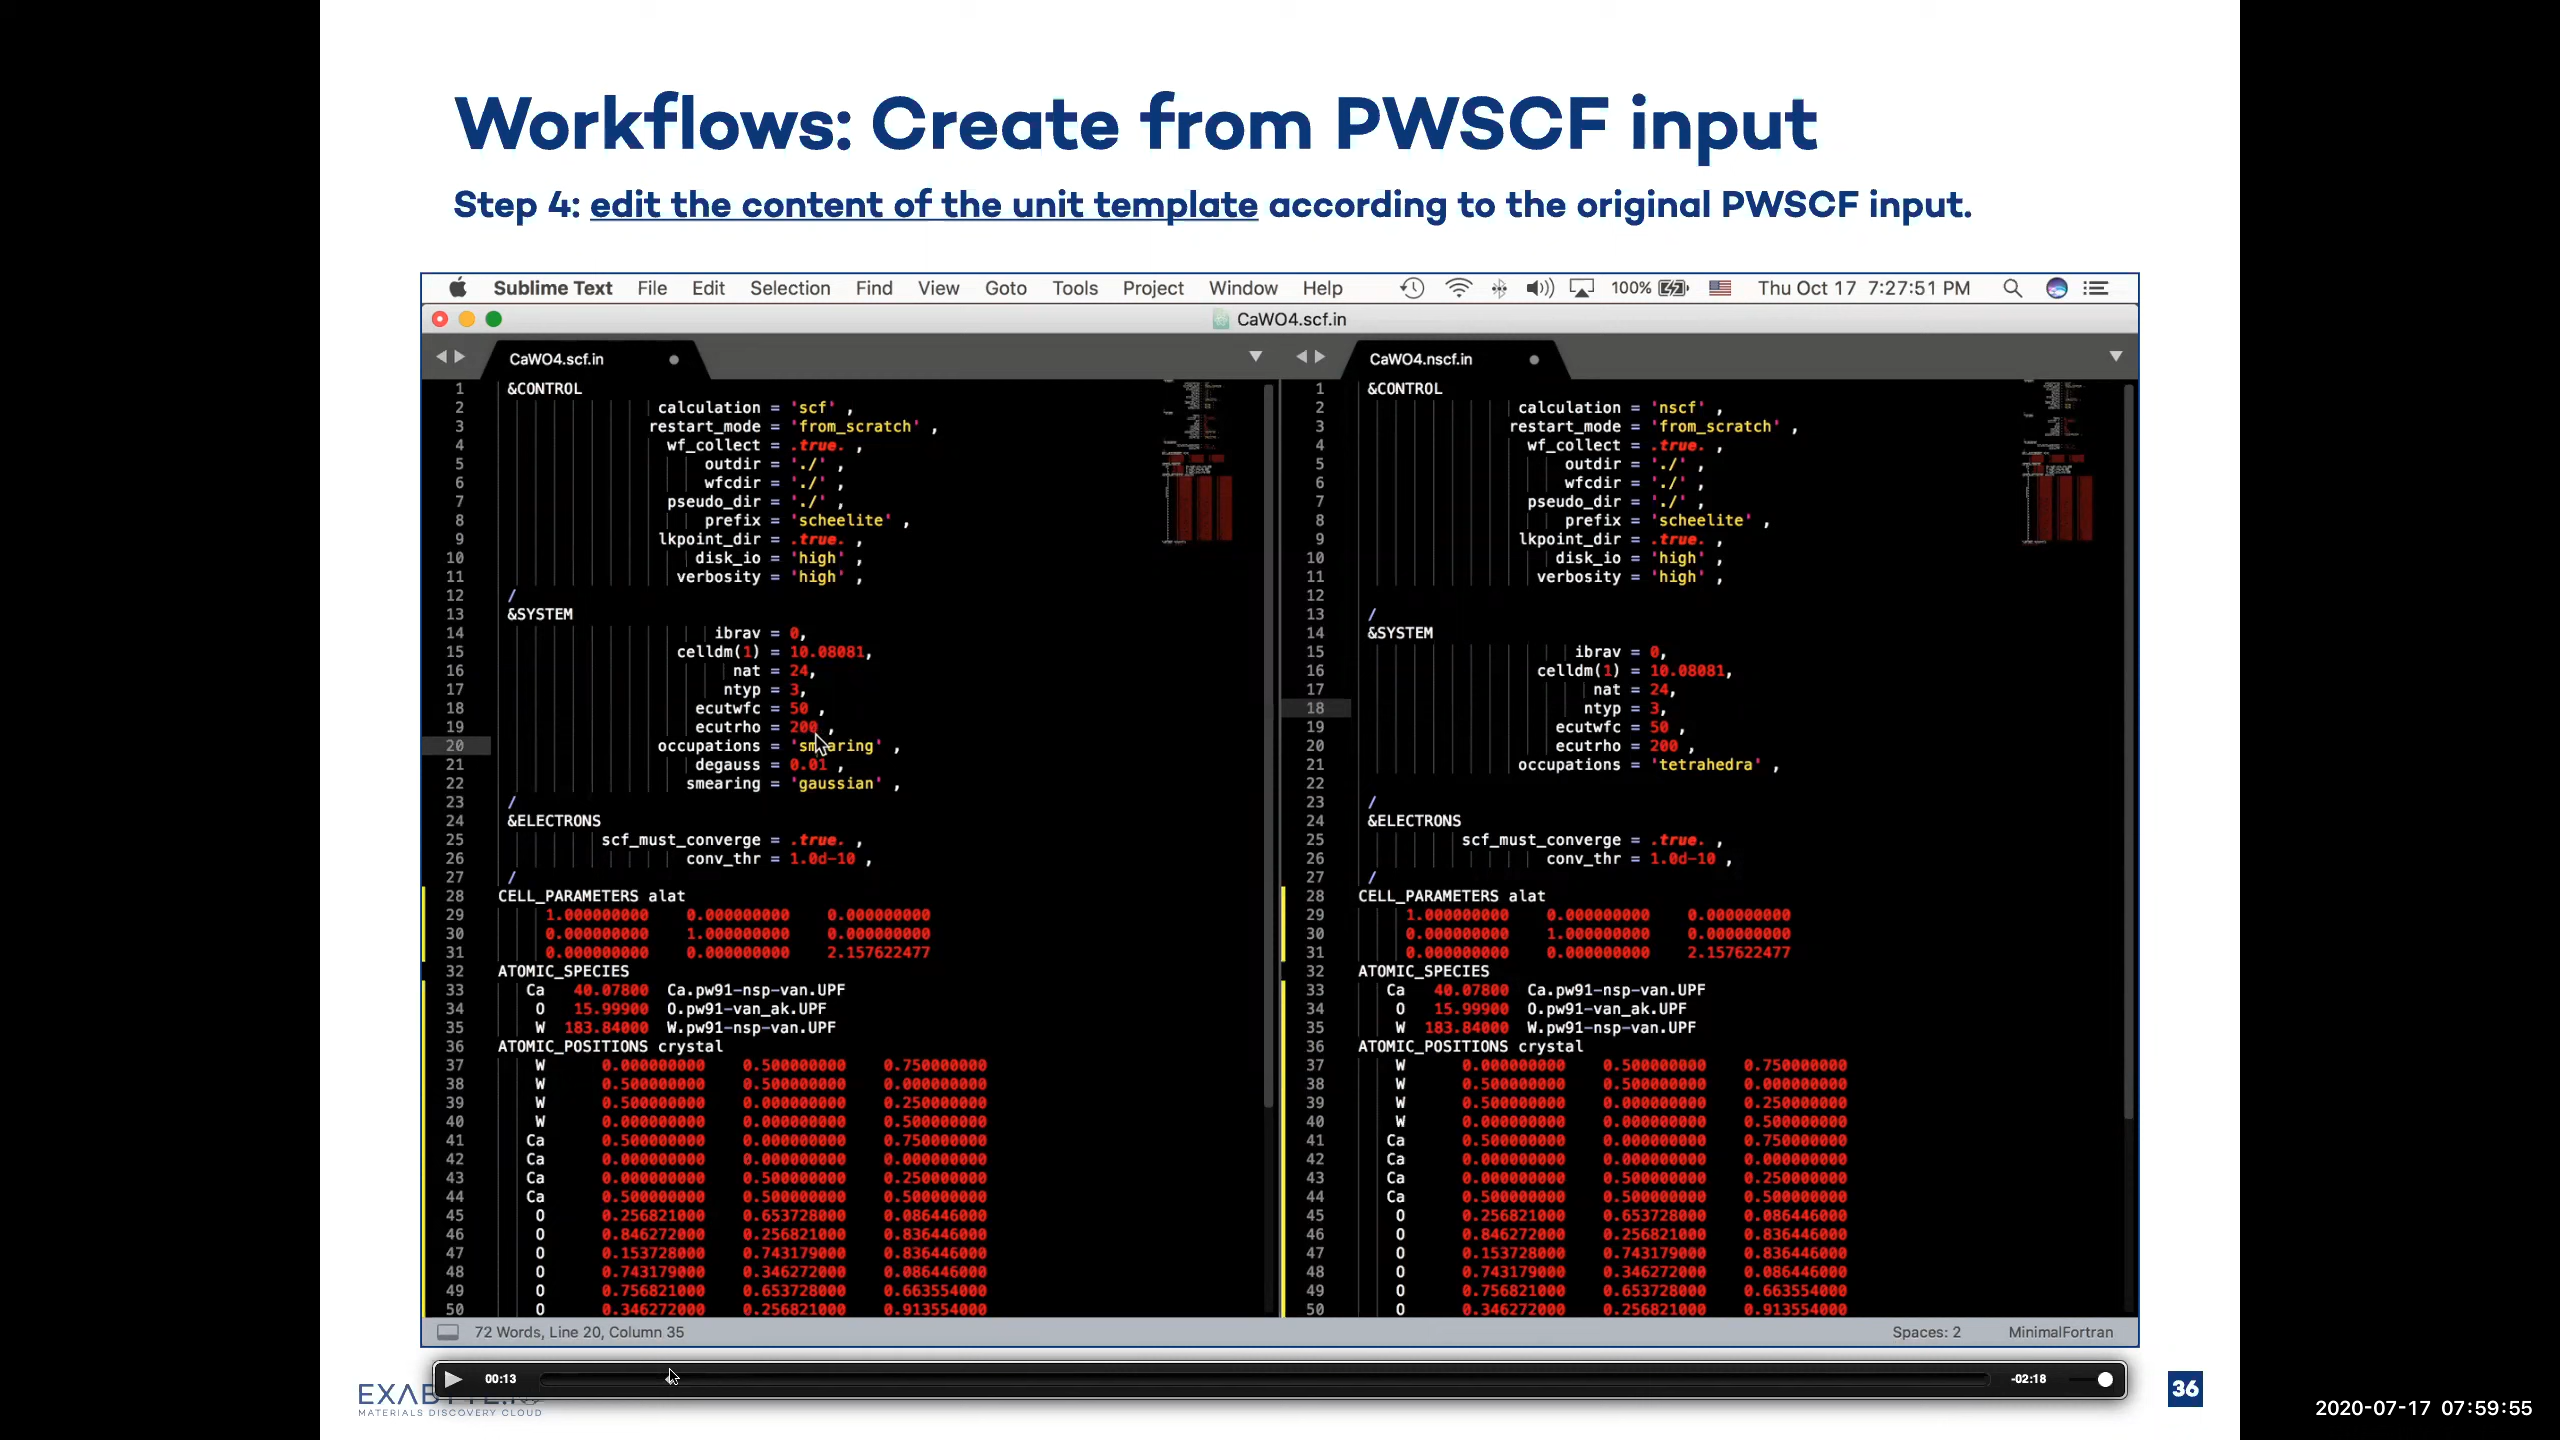 Workflows: Create from PWSCF input
Step 4: edit the content of the unit template according to the original PWSCF input.
Sublime Text File Edit Selection Find View Goto Tools Project Window Help 100% Thu Oct 17 7:27:51 PM
CaWO4.scf.in
CaWO4.scf.in
1 &CONTROL
2 calculation = 'scf' ,
3 restart_mode = 'from_scratch' ,
4 wf_collect = .true. ,
5 outdir = './' ,
6 wfcdir = './' ,
7 pseudo_dir = './' ,
8 prefix = 'scheelite' ,
9 lkpoint_dir = .true. ,
10 disk_io = 'high' ,
11 verbosity = 'high' ,
12 /
13 &SYSTEM
14 ibrav = 0,
15 celldm(1) = 10.08081,
16 nat = 24,
17 ntyp = 3,
18 ecutwfc = 50 ,
19 ecutrho = 200 ,
20 occupations = 'smearing' ,
21 degauss = 0.01 ,
22 smearing = 'gaussian' ,
23 /
24 &ELECTRONS
25 scf_must_converge = .true. ,
26 conv_thr = 1.0d-10 ,
27 /
28 CELL_PARAMETERS alat
29 1.000000000 0.000000000 0.000000000
30 0.000000000 1.000000000 0.000000000
31 0.000000000 0.000000000 2.157622477
32 ATOMIC_SPECIES
33 Ca 40.07800 Ca.pw91-nsp-van.UPF
34 O 15.99900 O.pw91-van_ak.UPF
35 W 183.84000 W.pw91-nsp-van.UPF
36 ATOMIC_POSITIONS crystal
37 W 0.000000000 0.500000000 0.750000000
38 W 0.500000000 0.500000000 0.000000000
39 W 0.500000000 0.000000000 0.250000000
40 W 0.000000000 0.000000000 0.500000000
41 Ca 0.500000000 0.000000000 0.750000000
42 Ca 0.000000000 0.000000000 0.000000000
43 Ca 0.000000000 0.500000000 0.250000000
44 Ca 0.500000000 0.500000000 0.500000000
45 O 0.256821000 0.653728000 0.086446000
46 O 0.846272000 0.256821000 0.836446000
47 O 0.153728000 0.743179000 0.836446000
48 O 0.743179000 0.346272000 0.086446000
49 O 0.756821000 0.653728000 0.663554000
50 O 0.346272000 0.256821000 0.913554000
CaWO4.nscf.in
1 &CONTROL
2 calculation = 'nscf' ,
3 restart_mode = 'from_scratch' ,
4 wf_collect = .true. ,
5 outdir = './' ,
6 wfcdir = './' ,
7 pseudo_dir = './' ,
8 prefix = 'scheelite' ,
9 lkpoint_dir = .true. ,
10 disk_io = 'high' ,
11 verbosity = 'high' ,
12
13 /
14 &SYSTEM
15 ibrav = 0,
16 celldm(1) = 10.08081,
17 nat = 24,
18 ntyp = 3,
19 ecutwfc = 50 ,
20 ecutrho = 200 ,
21 occupations = 'tetrahedra' ,
22
23 /
24 &ELECTRONS
25 scf_must_converge = .true. ,
26 conv_thr = 1.0d-10 ,
27 /
28 CELL_PARAMETERS alat
29 1.000000000 0.000000000 0.000000000
30 0.000000000 1.000000000 0.000000000
31 0.000000000 0.000000000 2.157622477
32 ATOMIC_SPECIES
33 Ca 40.07800 Ca.pw91-nsp-van.UPF
34 O 15.99900 O.pw91-van_ak.UPF
35 W 183.84000 W.pw91-nsp-van.UPF
36 ATOMIC_POSITIONS crystal
37 W 0.000000000 0.500000000 0.750000000
38 W 0.500000000 0.500000000 0.000000000
39 W 0.500000000 0.000000000 0.250000000
40 W 0.000000000 0.000000000 0.500000000
41 Ca 0.500000000 0.000000000 0.750000000
42 Ca 0.000000000 0.000000000 0.000000000
43 Ca 0.000000000 0.500000000 0.250000000
44 Ca 0.500000000 0.500000000 0.500000000
45 O 0.256821000 0.653728000 0.086446000
46 O 0.846272000 0.256821000 0.836446000
47 O 0.153728000 0.743179000 0.836446000
48 O 0.743179000 0.346272000 0.086446000
49 O 0.756821000 0.653728000 0.663554000
50 O 0.346272000 0.256821000 0.913554000
72 Words, Line 20, Column 35 Spaces: 2 MinimalFortran
00:13 -02:18
MATERIALS DISCOVERY CLOUD
36
2020-07-17 07:59:55